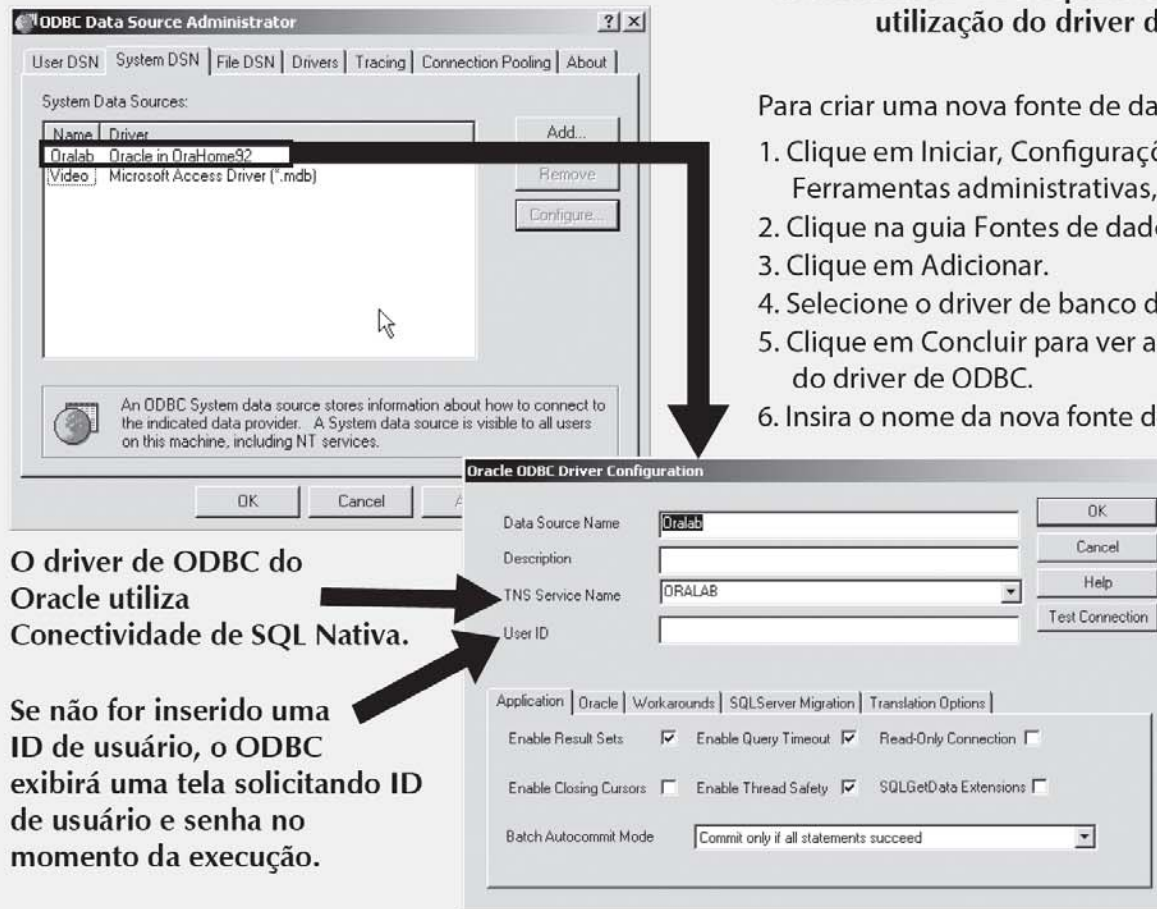 ODBC Data Source Administrator
User DSN System DSN File DSN Drivers Tracing Connection Pooling About
System Data Sources:
Name Driver
Oralab Oracle in OraHome92
Video Microsoft Access Driver (*.mdb)
Add...
Remove
Configure...
An ODBC System data source stores information about how to connect to
the indicated data provider. A System data source is visible to all users
on this machine, including NT services.
OK Cancel
utilização do driver d
Para criar uma nova fonte de da
1. Clique em Iniciar, Configuraçõ
Ferramentas administrativas,
2. Clique na guia Fontes de dado
3. Clique em Adicionar.
4. Selecione o driver de banco d
5. Clique em Concluir para ver a
do driver de ODBC.
6. Insira o nome da nova fonte d
O driver de ODBC do
Oracle utiliza
Conectividade de SQL Nativa.
Se não for inserido uma
ID de usuário, o ODBC
exibirá uma tela solicitando ID
de usuário e senha no
momento da execução.
Oracle ODBC Driver Configuration
Data Source Name Oralab
Description
TNS Service Name ORALAB
User ID
OK
Cancel
Help
Test Connection
Application Oracle Workarounds SQLServer Migration Translation Options
Enable Result Sets Enable Query Timeout Read-Only Connection
Enable Closing Cursors Enable Thread Safety SQLGetData Extensions
Batch Autocommit Mode Commit only if all statements succeed